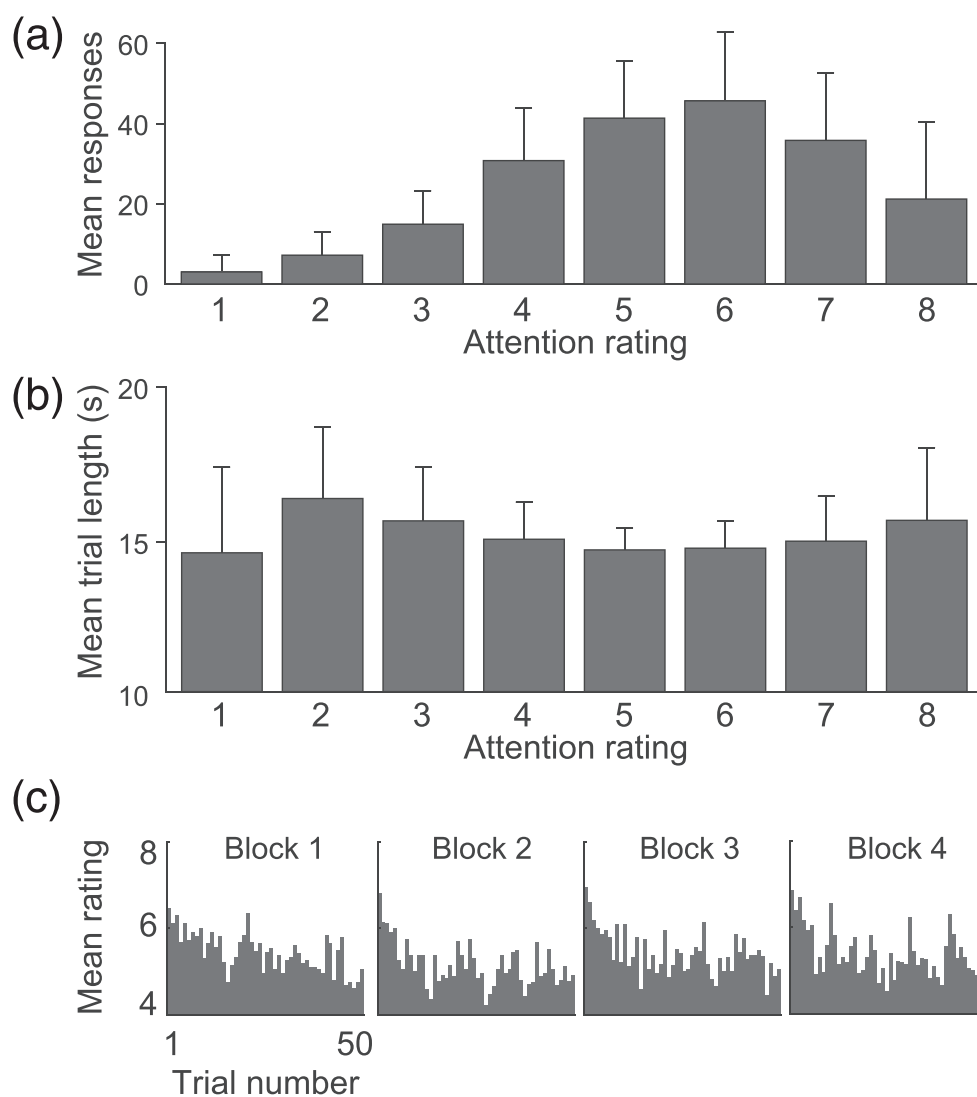 (a)
Mean responses
60
40
20
0
1 2 3 4 5 6 7 8
Attention rating
(b)
Mean trial length (s)
20
15
10
1 2 3 4 5 6 7 8
Attention rating
(c)
Mean rating
8
6
4
Block 1 Block 2 Block 3 Block 4
1 50
Trial number